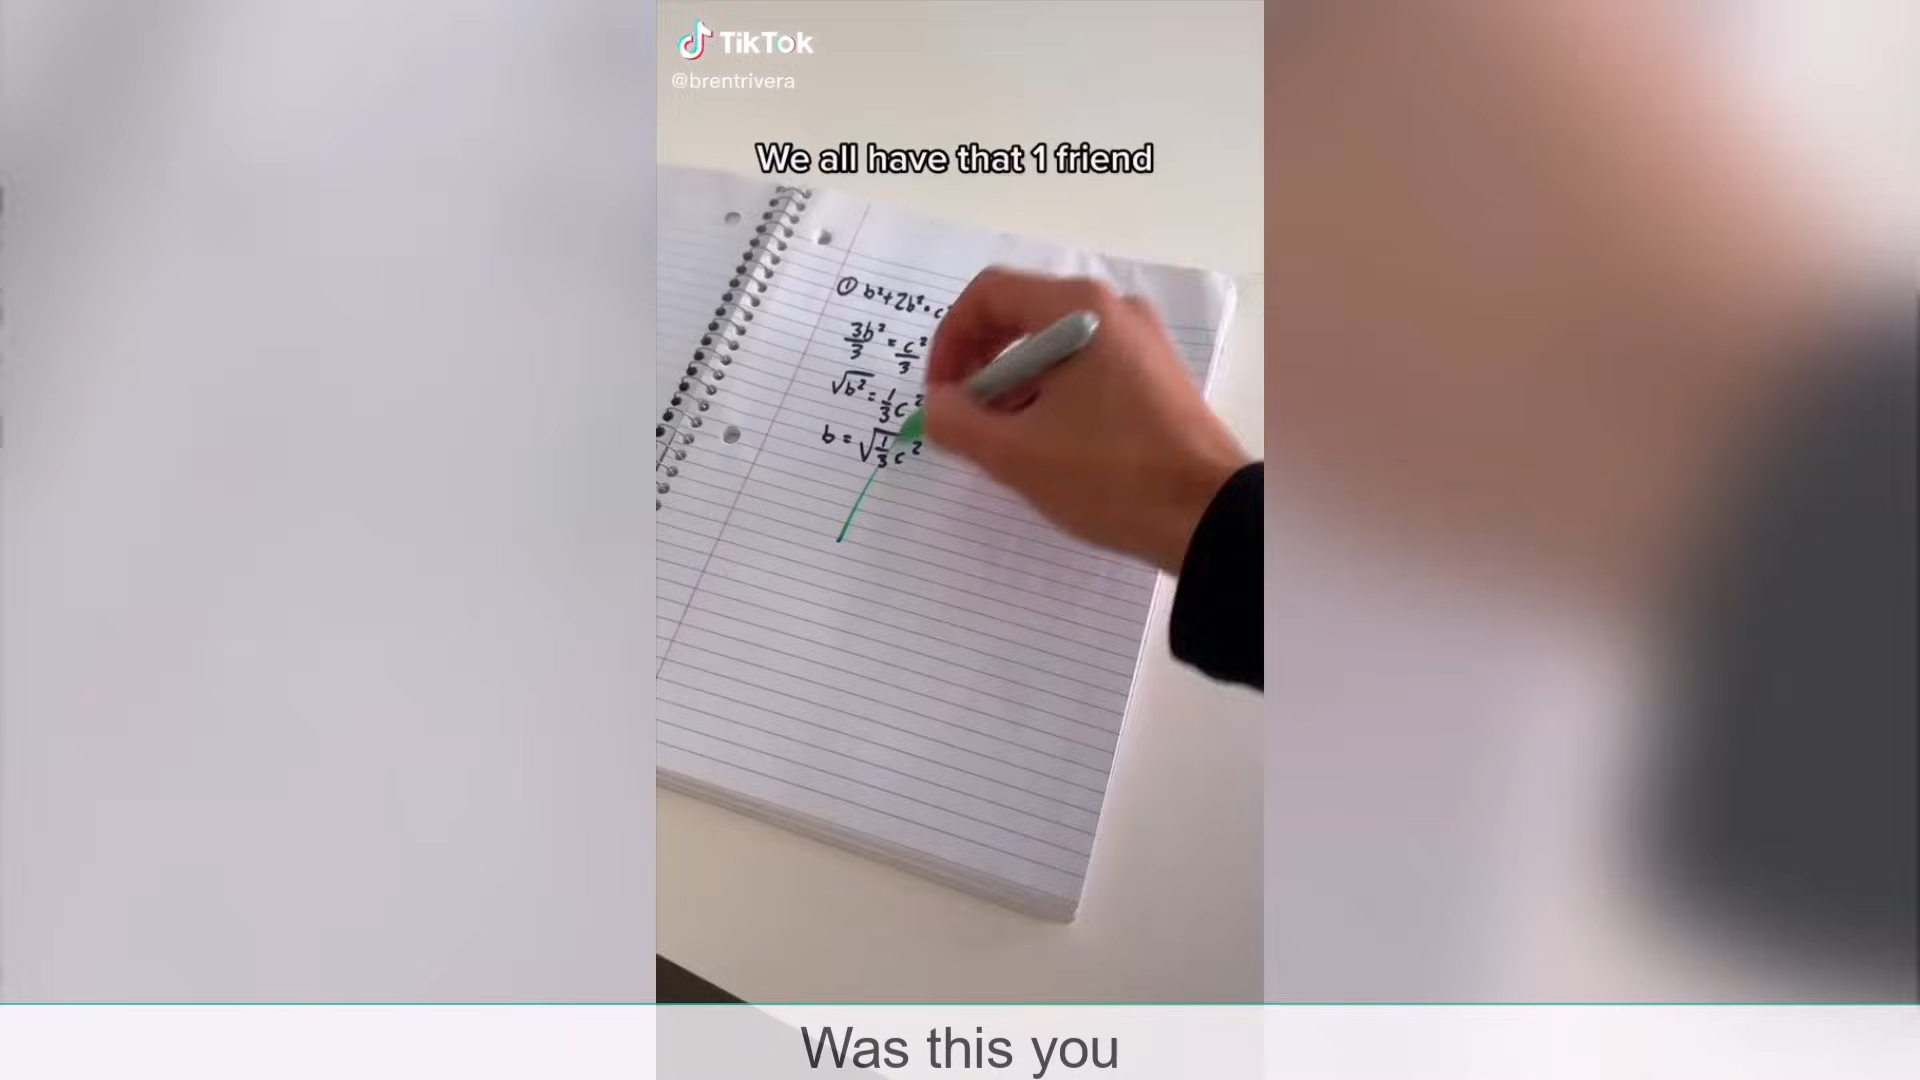 TikTok
@brentrivera
We all have that 1 friend
① b²+2b²=c²
3b²/3 = c²/3
√b² = 1/3 c²
b = √1/3 c²
Was this you